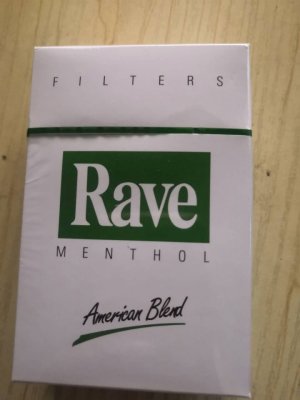 FILTERS
Rave
MENTHOL
American Blend